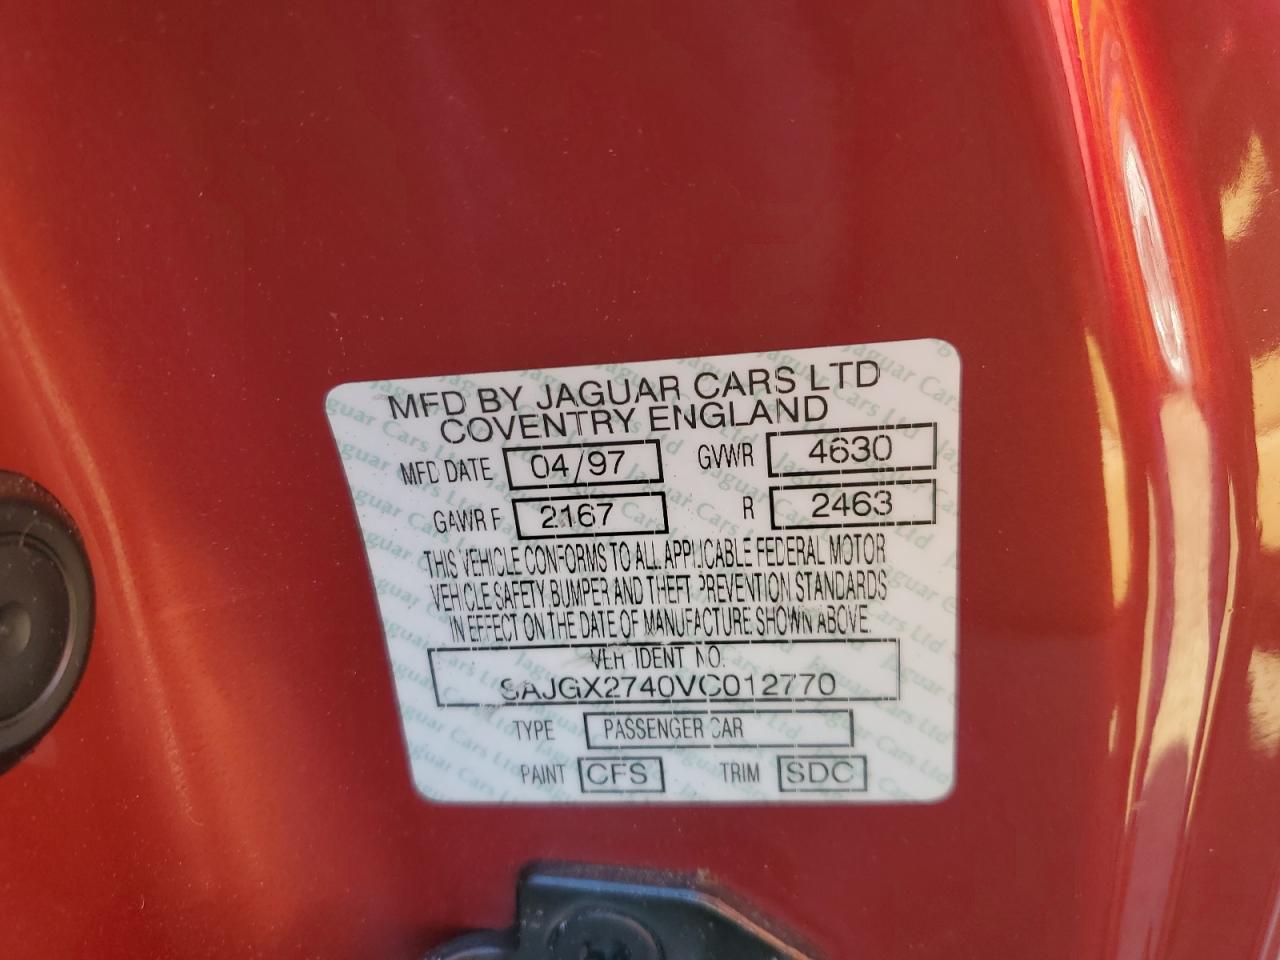 MFD BY JAGUAR CARS LTD
COVENTRY ENGLAND
MFD DATE 04/97 GVWR 4630
GAWR F 2167 R 2463
THIS VEHICLE CONFORMS TO ALL APPLICABLE FEDERAL MOTOR
VEHICLE SAFETY, BUMPER AND THEFT PREVENTION STANDARDS
IN EFFECT ON THE DATE OF MANUFACTURE SHOWN ABOVE.
VEH IDENT NO.
SAJGX2740VC012770
TYPE PASSENGER CAR
PAINT CFS TRIM SDC